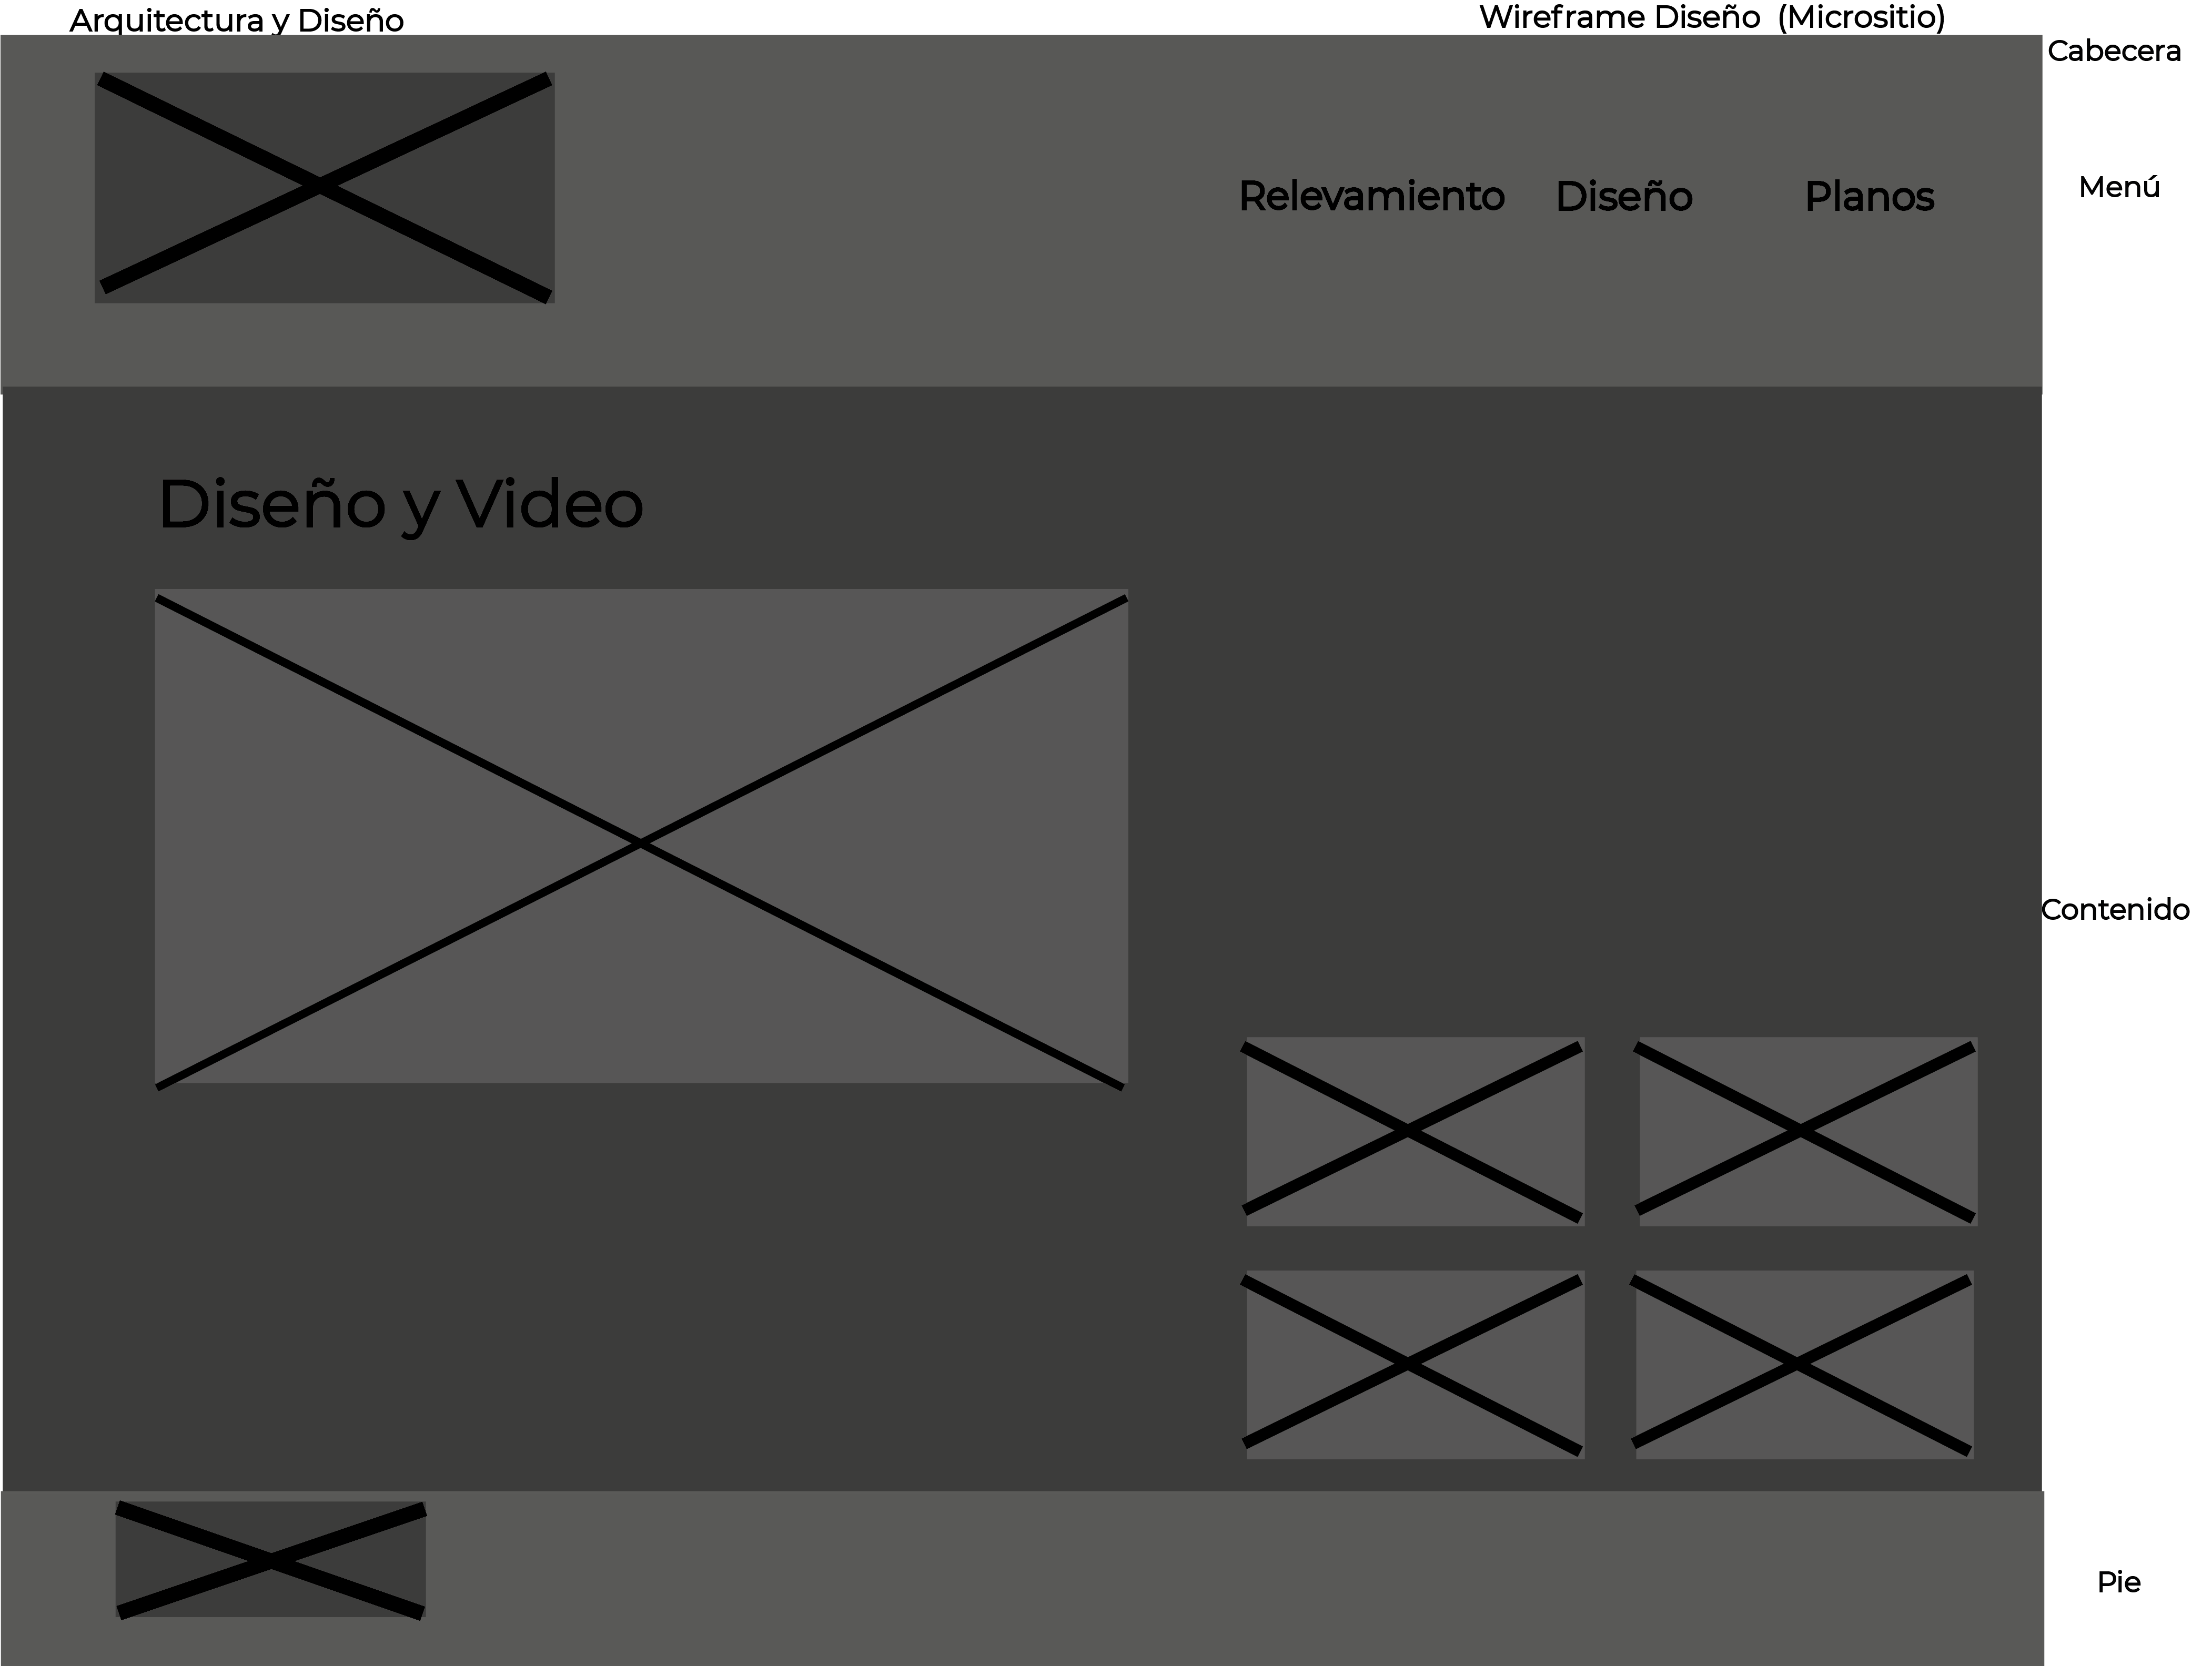 Arquitectura y Diseño
Wireframe Diseño (Micrositio)
Cabecera
Relevamiento Diseño Planos
Menú
Diseño y Video
Contenido
Pie